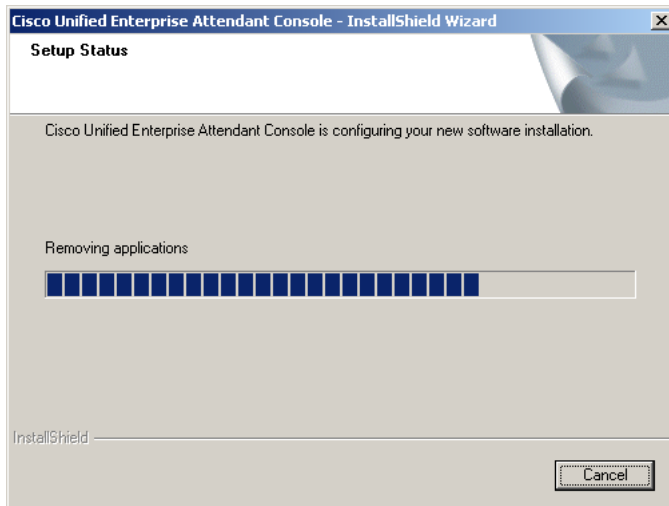 Cisco Unified Enterprise Attendant Console - InstallShield Wizard
Setup Status
Cisco Unified Enterprise Attendant Console is configuring your new software installation.
Removing applications
InstallShield
Cancel